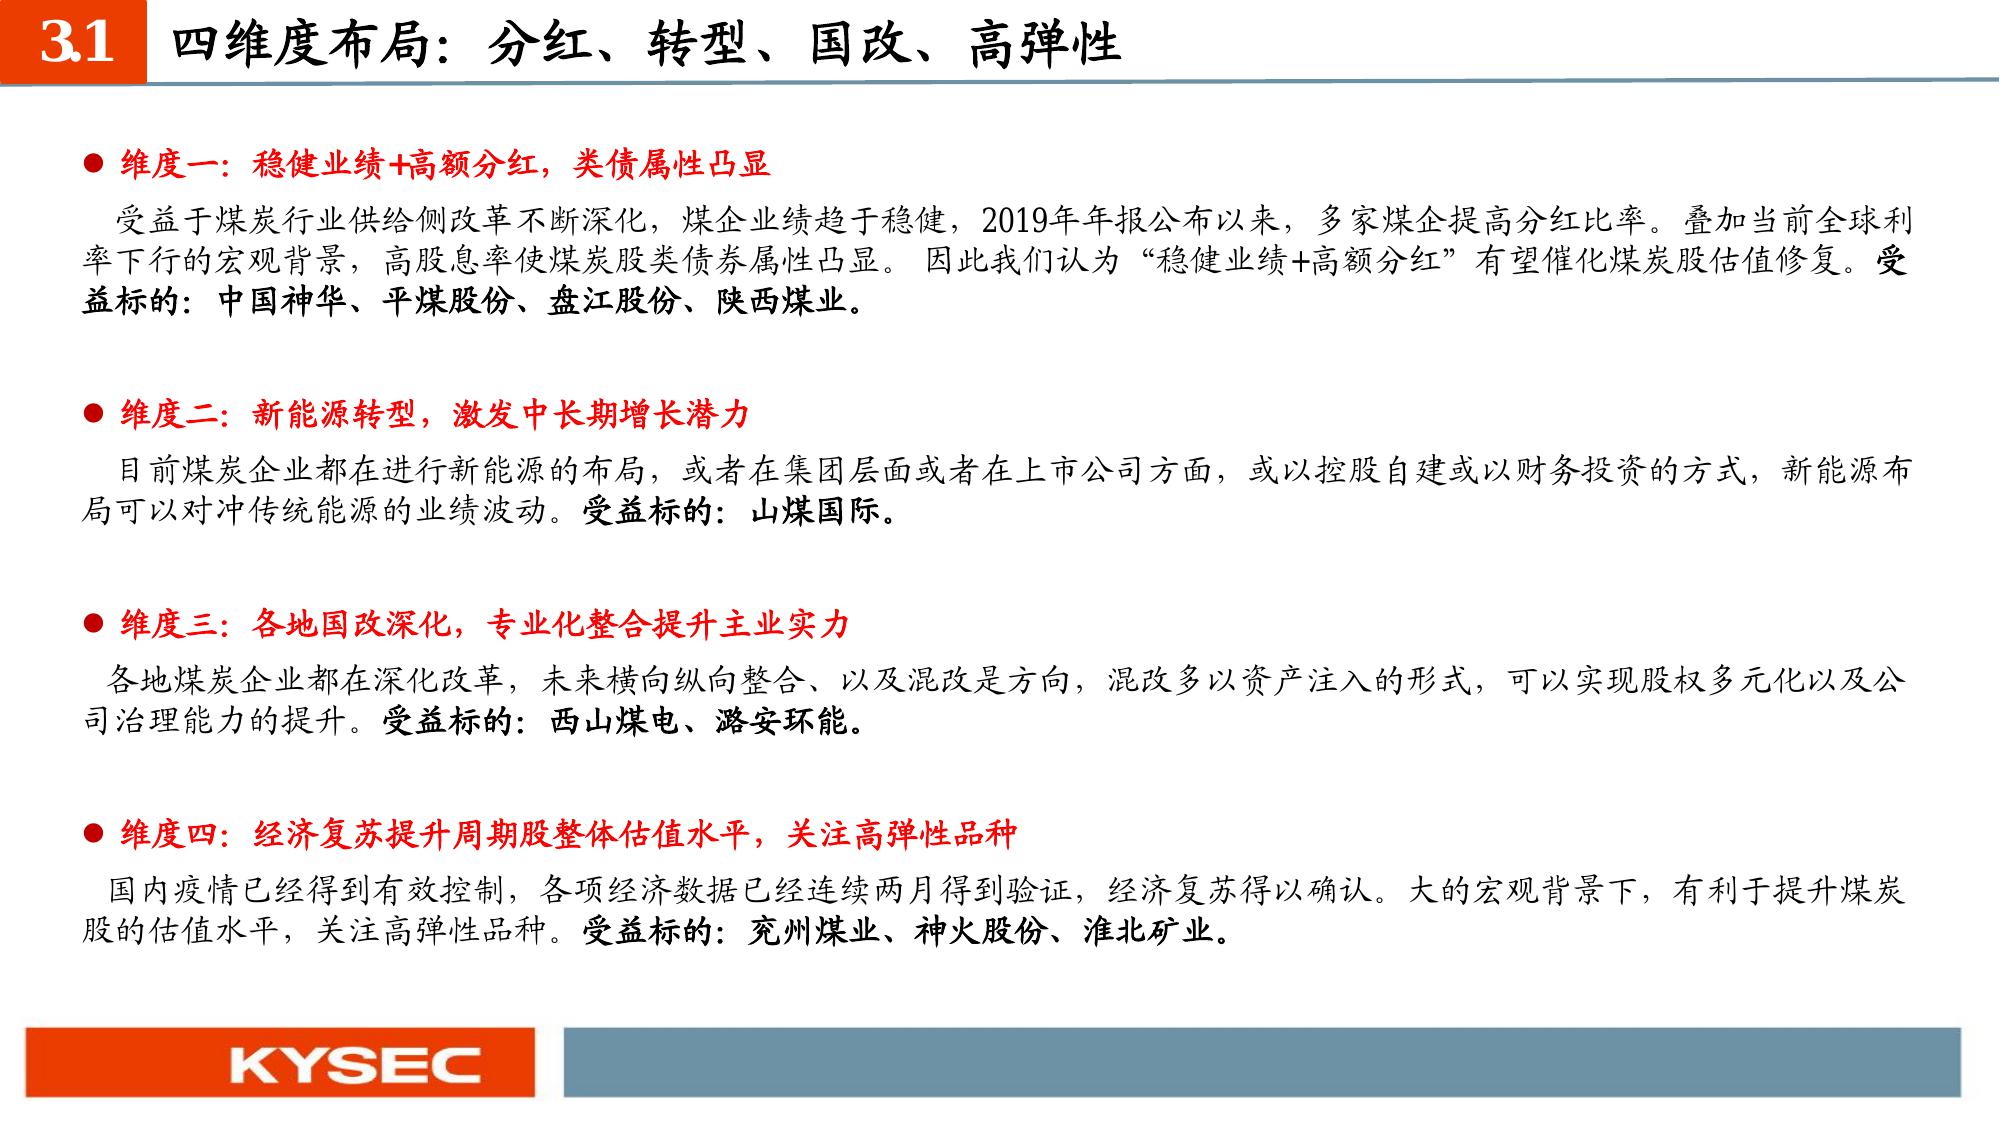 3.1 四维度布局：分红、转型、国改、高弹性
● 维度一：稳健业绩+高额分红，类债属性凸显
受益于煤炭行业供给侧改革不断深化，煤企业绩趋于稳健，2019年年报公布以来，多家煤企提高分红比率。叠加当前全球利
率下行的宏观背景，高股息率使煤炭股类债券属性凸显。 因此我们认为“稳健业绩+高额分红”有望催化煤炭股估值修复。受
益标的：中国神华、平煤股份、盘江股份、陕西煤业。
● 维度二：新能源转型，激发中长期增长潜力
目前煤炭企业都在进行新能源的布局，或者在集团层面或者在上市公司方面，或以控股自建或以财务投资的方式，新能源布
局可以对冲传统能源的业绩波动。受益标的：山煤国际。
● 维度三：各地国改深化，专业化整合提升主业实力
各地煤炭企业都在深化改革，未来横向纵向整合、以及混改是方向，混改多以资产注入的形式，可以实现股权多元化以及公
司治理能力的提升。受益标的：西山煤电、潞安环能。
● 维度四：经济复苏提升周期股整体估值水平，关注高弹性品种
国内疫情已经得到有效控制，各项经济数据已经连续两月得到验证，经济复苏得以确认。大的宏观背景下，有利于提升煤炭
股的估值水平，关注高弹性品种。受益标的：兖州煤业、神火股份、淮北矿业。
KYSEC